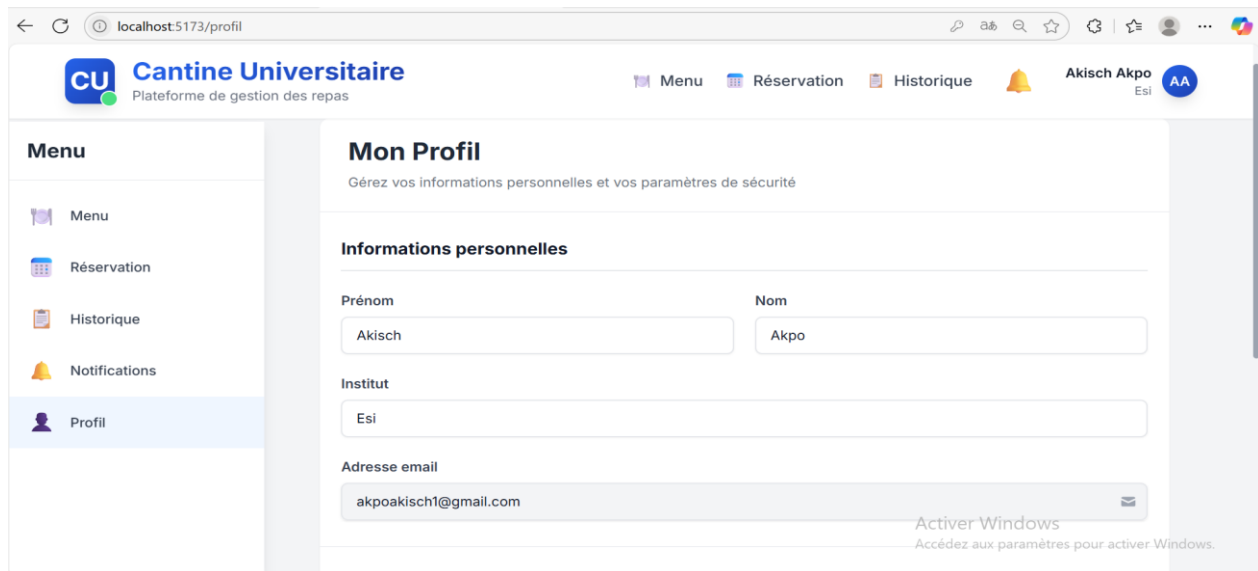 localhost:5173/profil
CU
Cantine Universitaire
Plateforme de gestion des repas
Menu
Réservation
Historique
Akisch Akpo
Esi
AA
Menu
Menu
Réservation
Historique
Notifications
Profil
Mon Profil
Gérez vos informations personnelles et vos paramètres de sécurité
Informations personnelles
Prénom
Nom
Akisch
Akpo
Institut
Esi
Adresse email
akpoakisch1@gmail.com
Activer Windows
Accédez aux paramètres pour activer Windows.